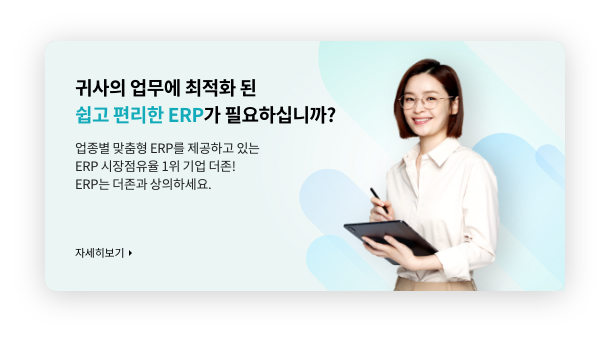 귀사의 업무에 최적화 된
쉽고 편리한 ERP가 필요하십니까?
업종별 맞춤형 ERP를 제공하고 있는
ERP 시장점유율 1위 기업 더존!
ERP는 더존과 상의하세요.
자세히보기